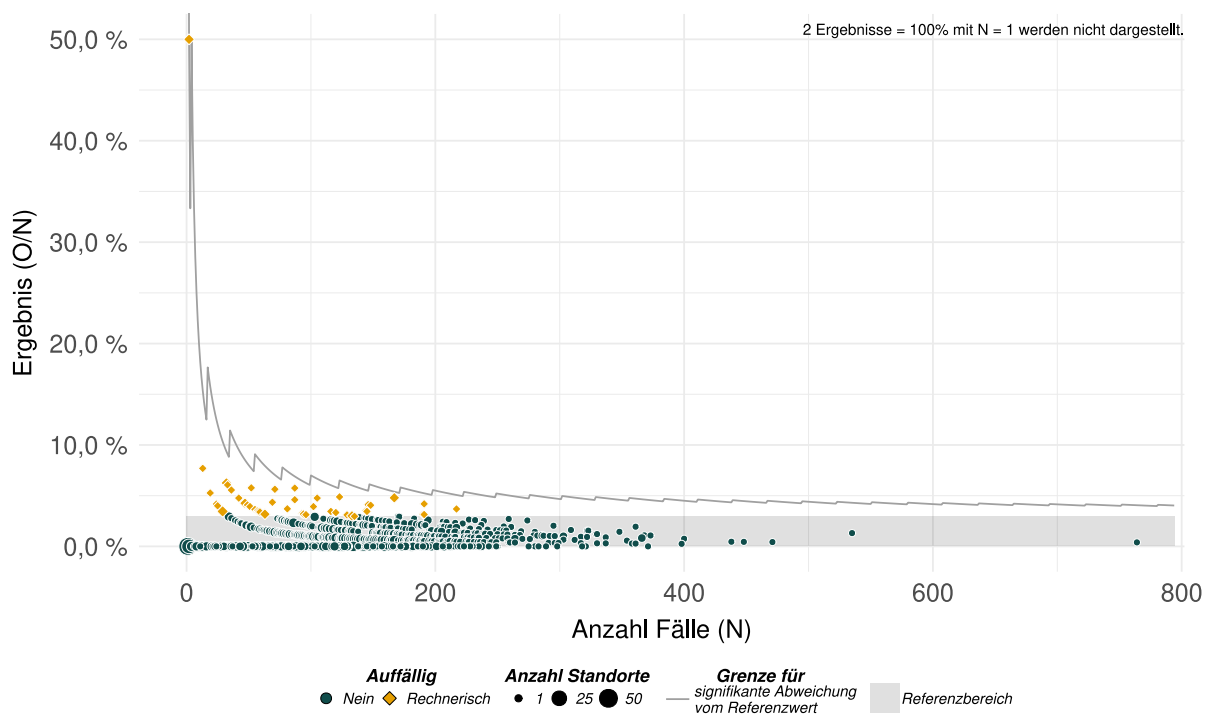 2 Ergebnisse = 100% mit N = 1 werden nicht dargestellt.
50,0 %
40,0 %
30,0 %
20,0 %
10,0 %
0,0 %
Ergebnis (O/N)
0
200
400
600
800
Anzahl Fälle (N)
Auffällig
Nein
Rechnerisch
Anzahl Standorte
1
25
50
Grenze für
signifikante Abweichung
vom Referenzwert
Referenzbereich